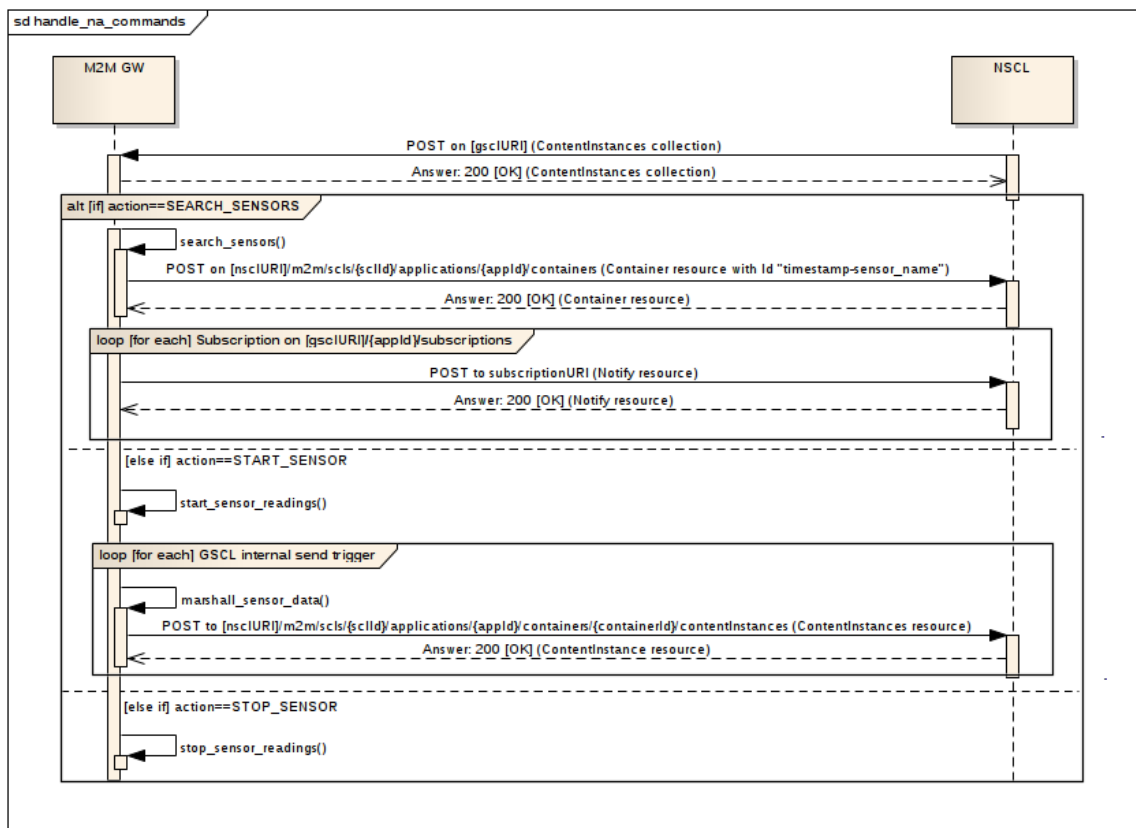 sd handle_na_commands
M2M GW
NSCL
POST on [gsclURI] (ContentInstances collection)
Answer: 200 [OK] (ContentInstances collection)
alt [if] action==SEARCH_SENSORS
search_sensors()
POST on [nsclURI]/m2m/scls/{sclId}/applications/{appId}/containers (Container resource with Id "timestamp-sensor_name")
Answer: 200 [OK] (Container resource)
loop [for each] Subscription on [gsclURI]/{appId}/subscriptions
POST to subscriptionURI (Notify resource)
Answer: 200 [OK] (Notify resource)
[else if] action==START_SENSOR
start_sensor_readings()
loop [for each] GSCL internal send trigger
marshall_sensor_data()
POST to [nsclURI]/m2m/scls/{sclId}/applications/{appId}/containers/{containerId}/contentInstances (ContentInstances resource)
Answer: 200 [OK] (ContentInstance resource)
[else if] action==STOP_SENSOR
stop_sensor_readings()